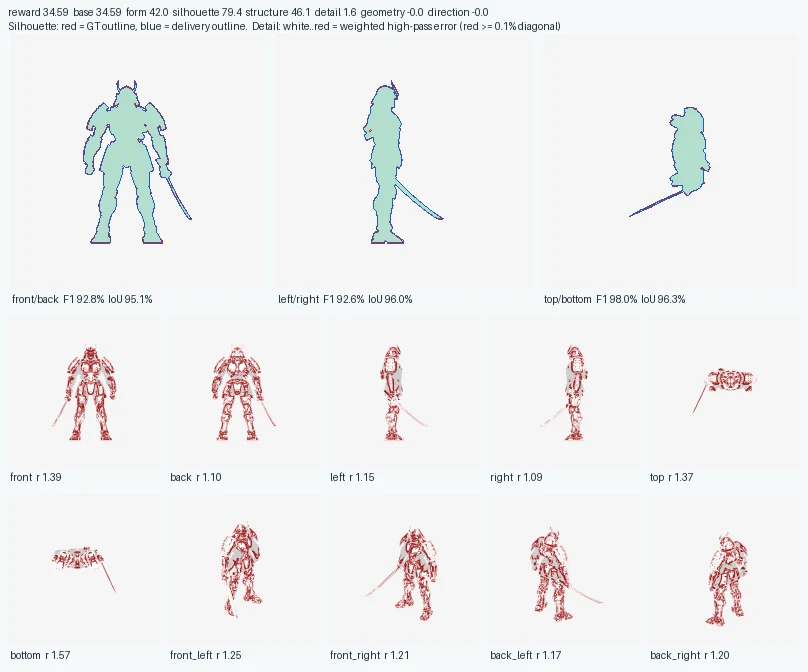 reward 34.59 base 34.59 form 42.0 silhouette 79.4 structure 46.1 detail 1.6 geometry -0.0 direction -0.0
Silhouette: red = GT outline, blue = delivery outline. Detail: white..red = weighted high-pass error (red >= 0.1% diagonal)
front/back F1 92.8% IoU 95.1%
left/right F1 92.6% IoU 96.0%
top/bottom F1 98.0% IoU 96.3%
front r 1.39
back r 1.10
left r 1.15
right r 1.09
top r 1.37
bottom r 1.57
front_left r 1.25
front_right r 1.21
back_left r 1.17
back_right r 1.20